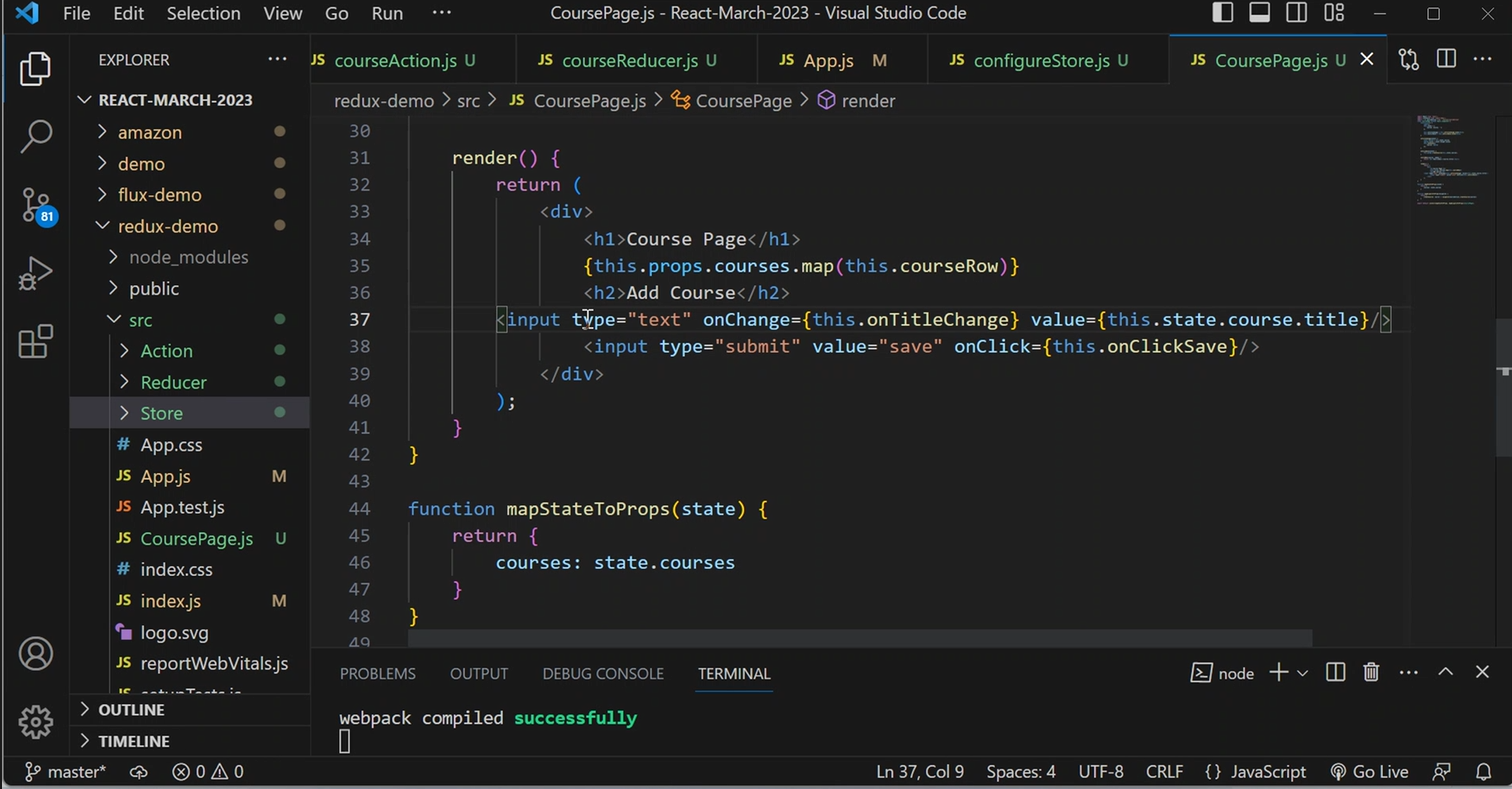 File Edit Selection View Go Run ··· CoursePage.js - React-March-2023 - Visual Studio Code
EXPLORER ···
JS courseAction.js U JS courseReducer.js U JS App.js M JS configureStore.js U JS CoursePage.js U ···
REACT-MARCH-2023
redux-demo > src > JS CoursePage.js > CoursePage > render
81
amazon
demo
flux-demo
redux-demo
node_modules
public
src
Action
Reducer
Store
# App.css
JS App.js M
JS App.test.js
JS CoursePage.js U
# index.css
JS index.js M
logo.svg
JS reportWebVitals.js
JS setupTests.js
OUTLINE
TIMELINE
30
31 render() {
32 return (
33 <div>
34 <h1>Course Page</h1>
35 {this.props.courses.map(this.courseRow)}
36 <h2>Add Course</h2>
37 <input type="text" onChange={this.onTitleChange} value={this.state.course.title}/>
38 <input type="submit" value="save" onClick={this.onClickSave}/>
39 </div>
40 );
41 }
42 }
43
44 function mapStateToProps(state) {
45 return {
46 courses: state.courses
47 }
48 }
49
PROBLEMS OUTPUT DEBUG CONSOLE TERMINAL node ···
webpack compiled successfully
master* 0 0 Ln 37, Col 9 Spaces: 4 UTF-8 CRLF {} JavaScript Go Live